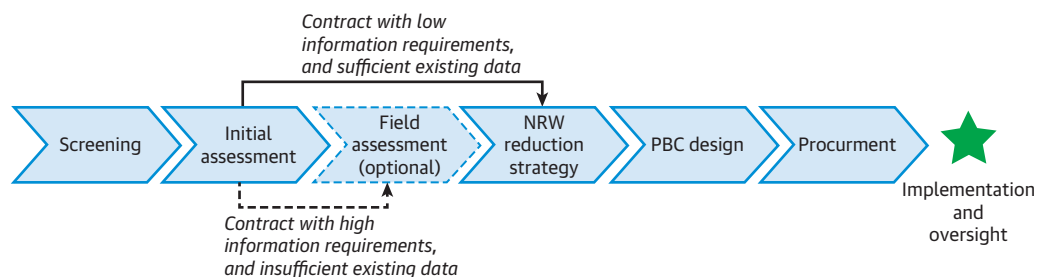 Contract with low
information requirements,
and sufficient existing data
Screening
Initial
assessment
Field
assessment
(optional)
NRW
reduction
strategy
PBC design
Procurment
Implementation
and
oversight
Contract with high
information requirements,
and insufficient existing data